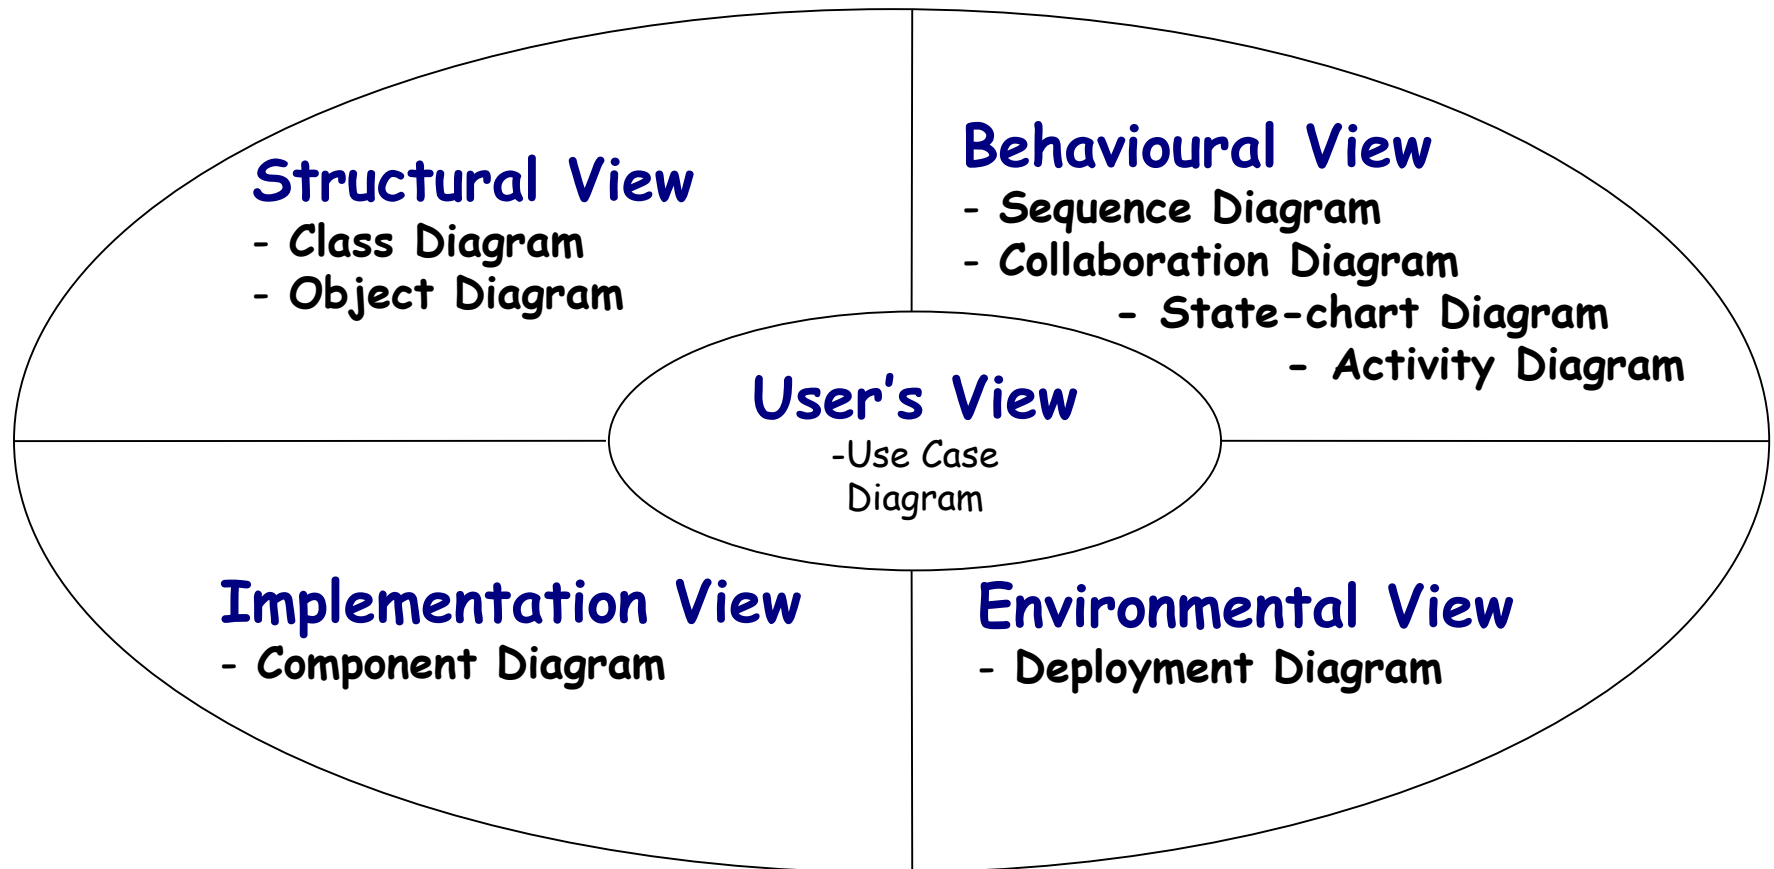 Structural View
- Class Diagram
- Object Diagram
Behavioural View
- Sequence Diagram
- Collaboration Diagram
- State-chart Diagram
- Activity Diagram
User’s View
-Use Case
Diagram
Implementation View
- Component Diagram
Environmental View
- Deployment Diagram